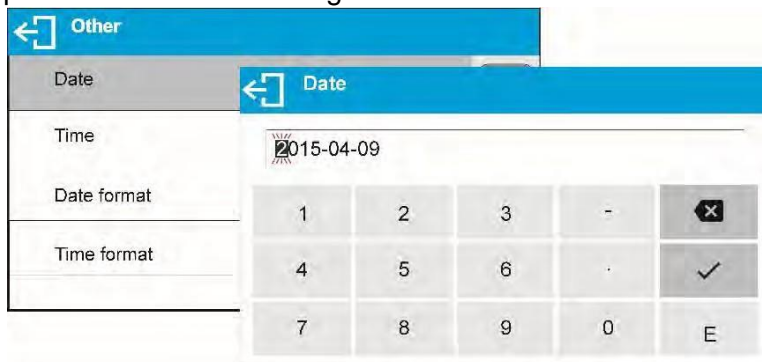 Other
Date
Time
Date format
Time format
Date
2015-04-09
1 2 3 -
4 5 6 .
7 8 9 0 E